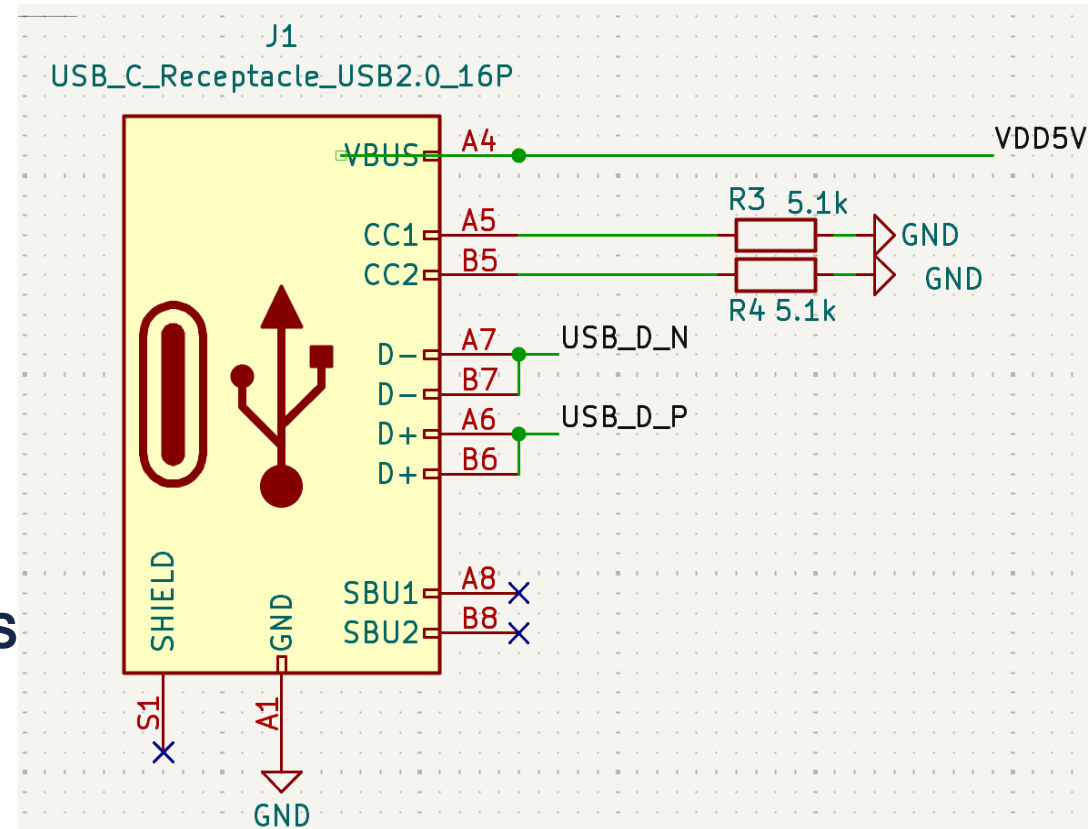 J1
USB_C_Receptacle_USB2.0_16P
VBUS A4 VDD5V
R3 5.1k
CC1 A5 GND
CC2 B5 GND
R4 5.1k
D- A7 USB_D_N
D- B7
D+ A6 USB_D_P
D+ B6
SBU1 A8
s
SBU2 B8
SHIELD
GND
S1
A1
GND